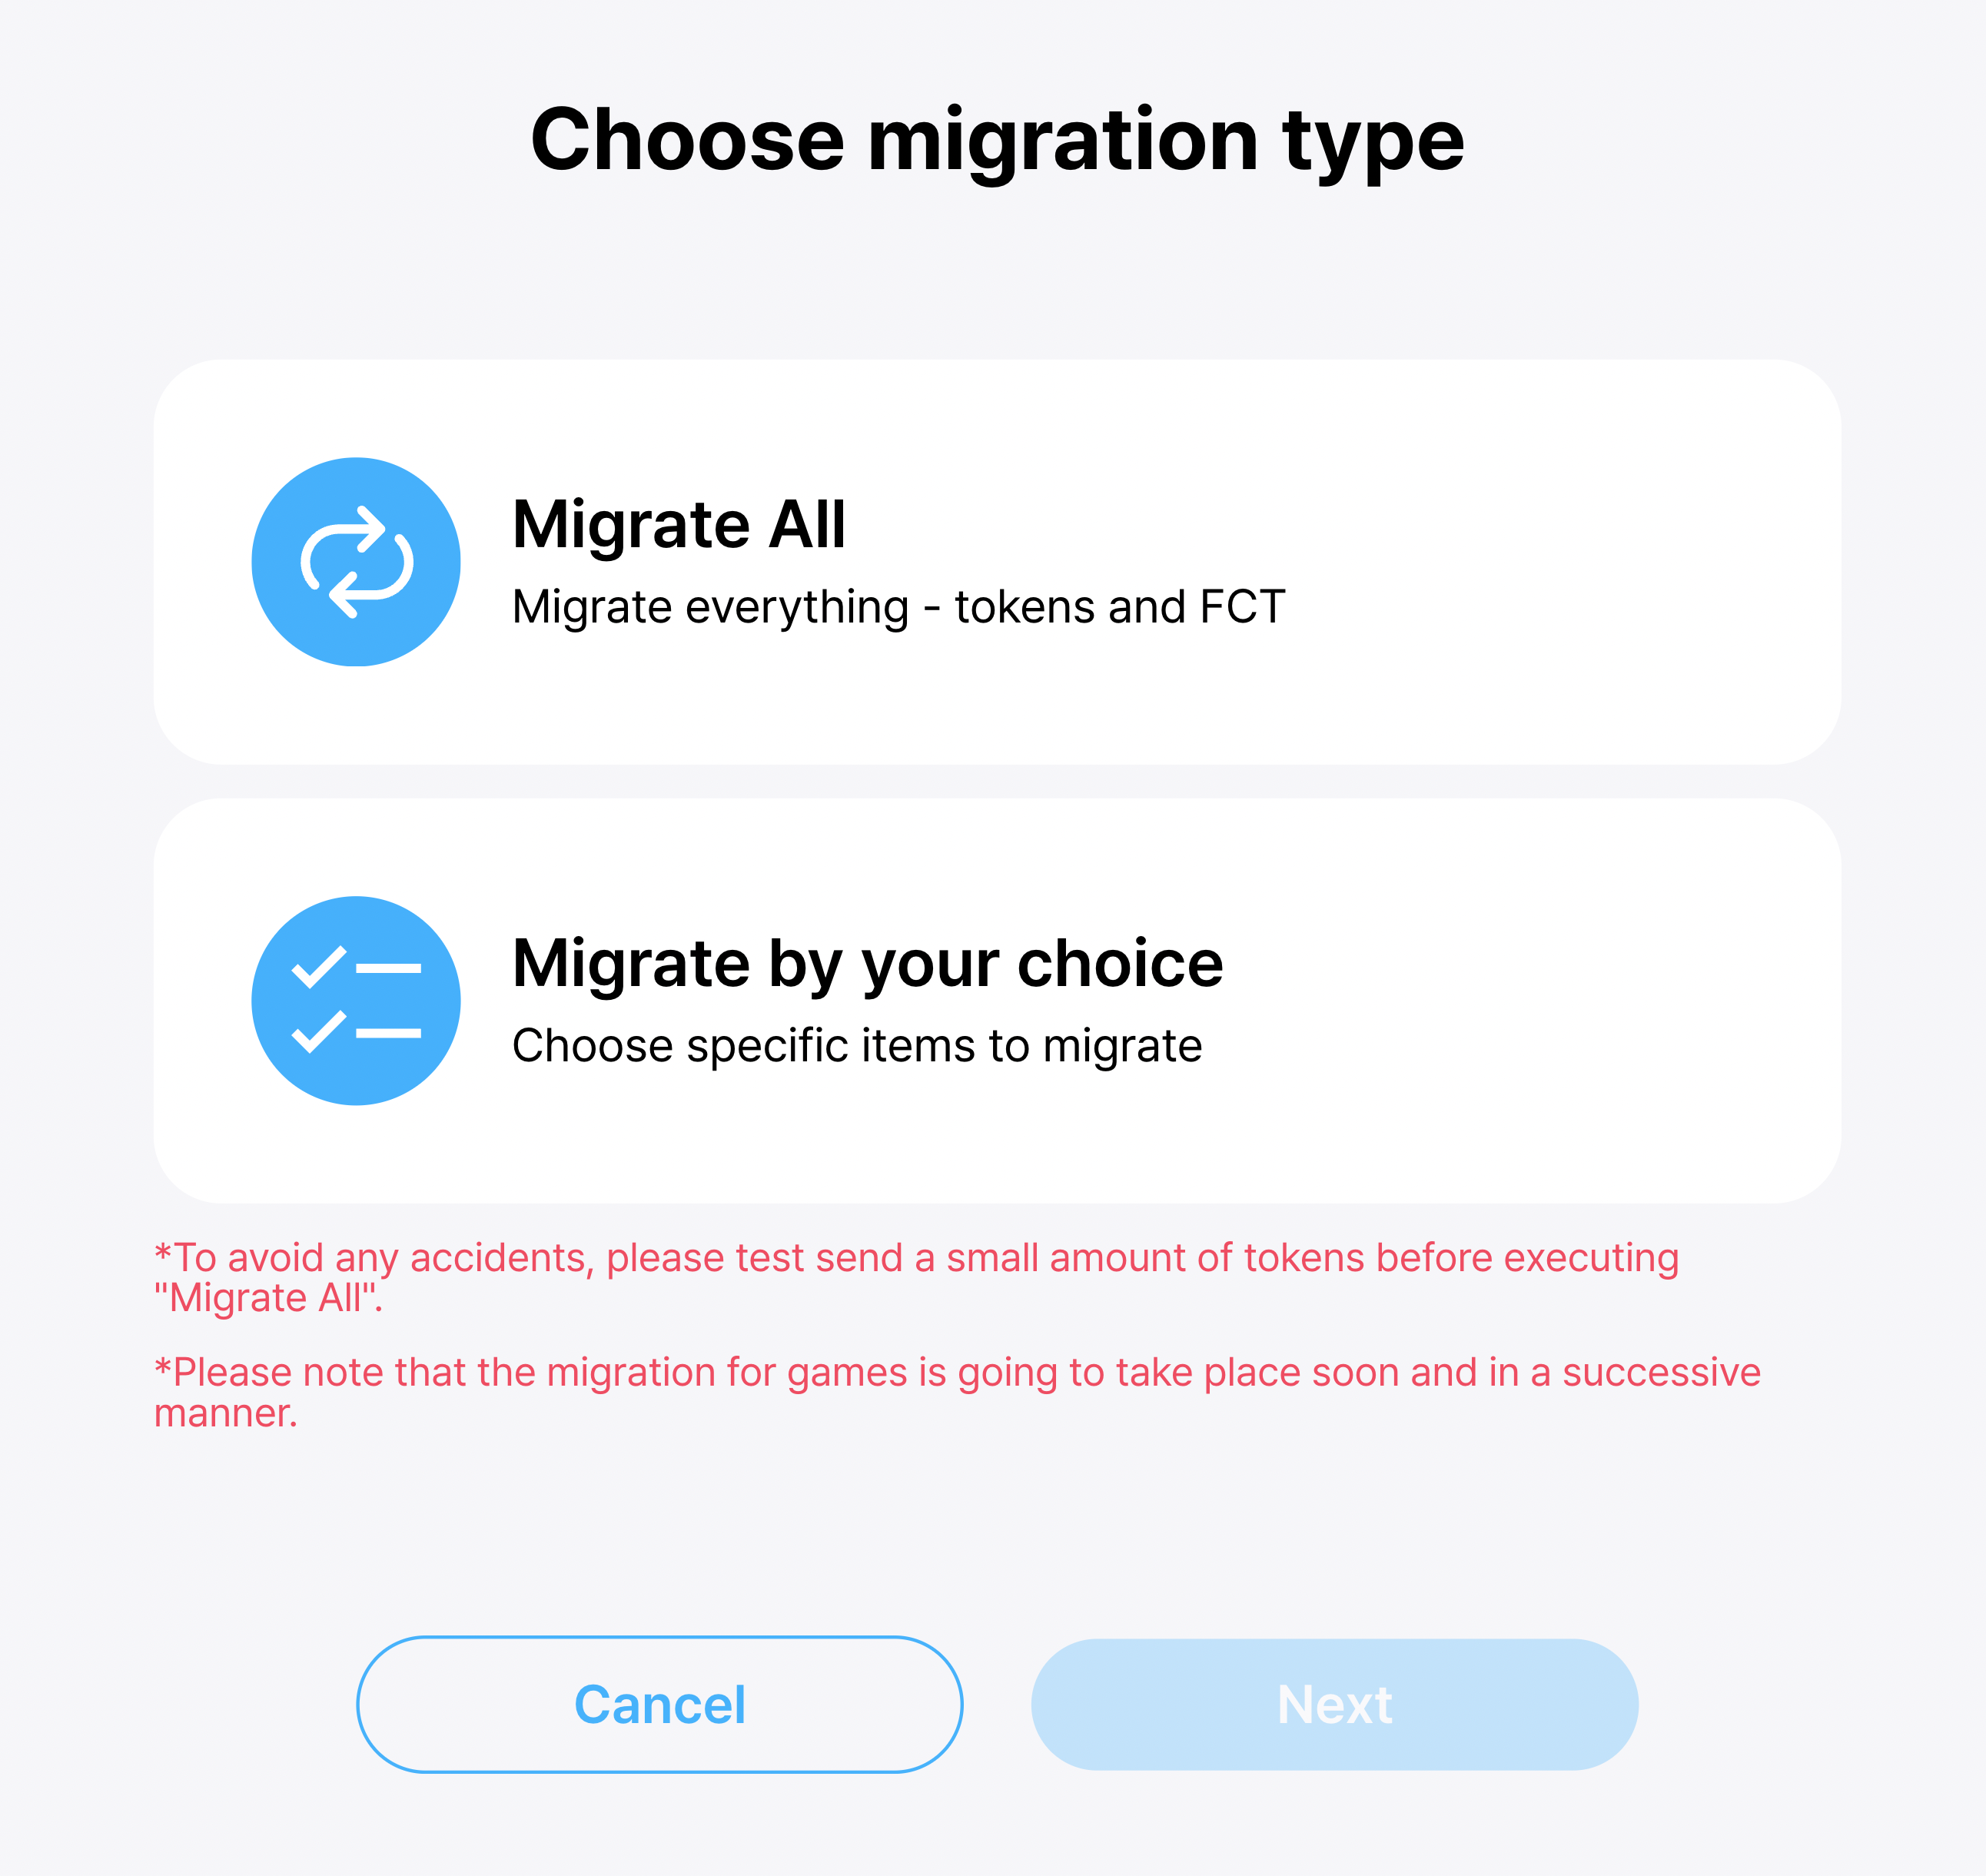 Choose migration type
Migrate All
Migrate everything - tokens and FCT
Migrate by your choice
Choose specific items to migrate
*To avoid any accidents, please test send a small amount of tokens before executing
"Migrate All".
*Please note that the migration for games is going to take place soon and in a successive
manner.
Cancel
Next